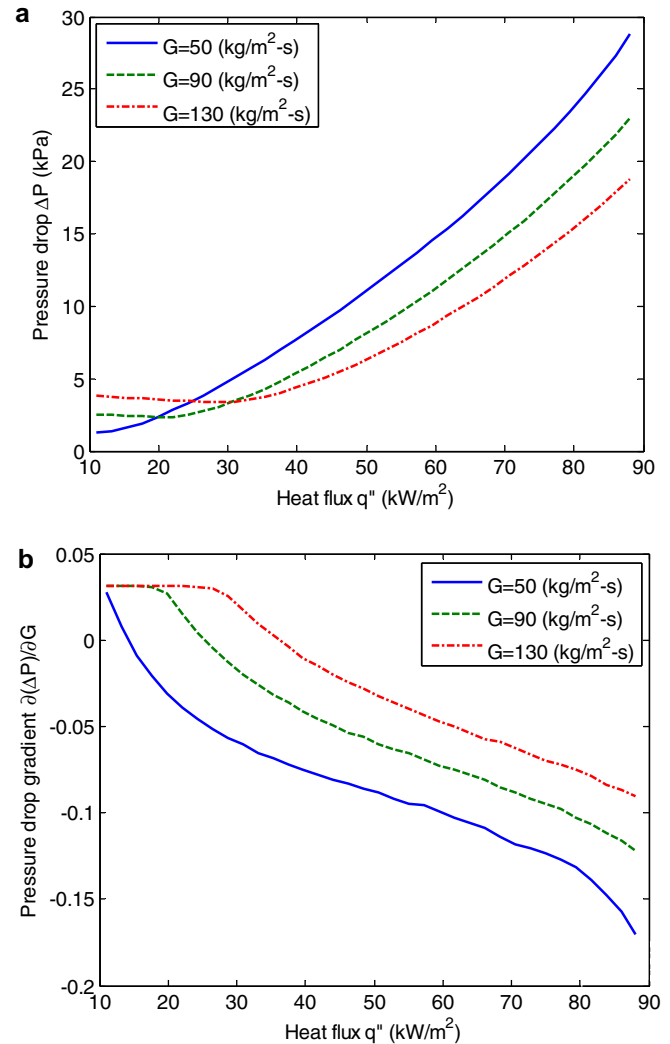 a
30
25
20
15
10
5
0
Pressure drop ΔP (kPa)
G=50 (kg/m²-s)
G=90 (kg/m²-s)
G=130 (kg/m²-s)
10 20 30 40 50 60 70 80 90
Heat flux q" (kW/m²)
b
0.05
0
-0.05
-0.1
-0.15
-0.2
Pressure drop gradient ∂(ΔP)/∂G
G=50 (kg/m²-s)
G=90 (kg/m²-s)
G=130 (kg/m²-s)
10 20 30 40 50 60 70 80 90
Heat flux q" (kW/m²)